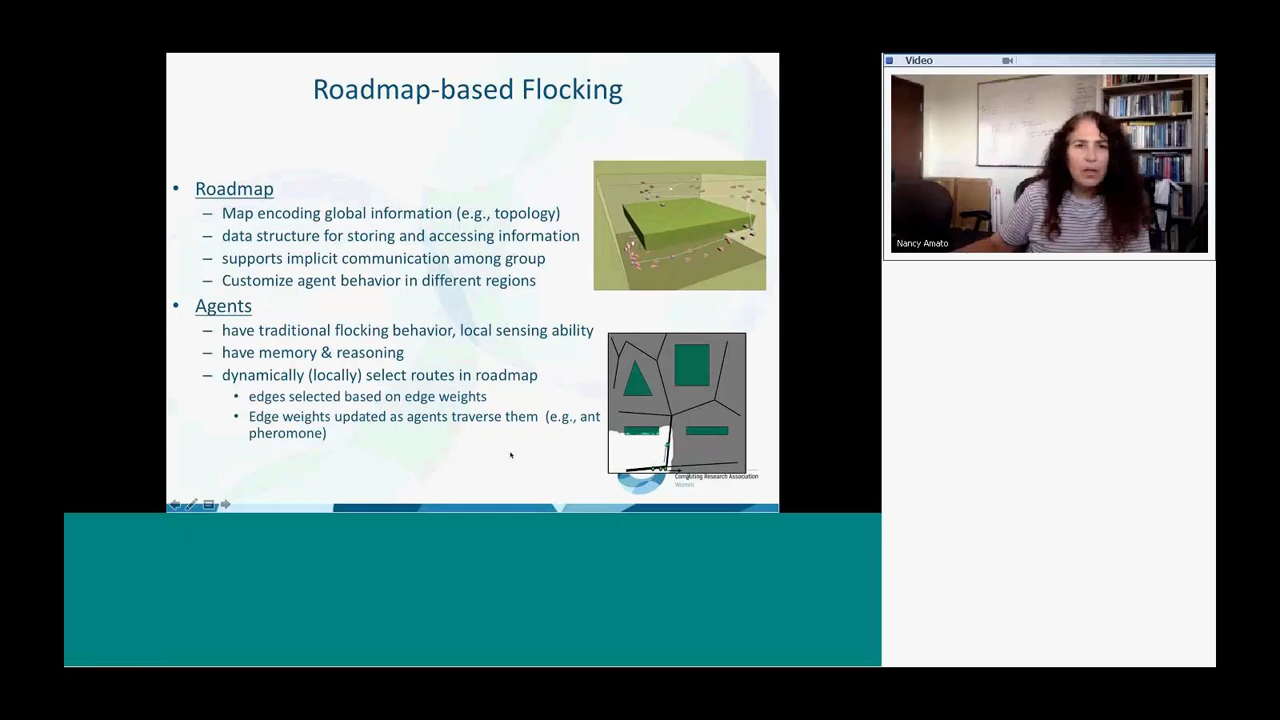 Roadmap-based Flocking
• Roadmap
– Map encoding global information (e.g., topology)
– data structure for storing and accessing information
– supports implicit communication among group
– Customize agent behavior in different regions
• Agents
– have traditional flocking behavior, local sensing ability
– have memory & reasoning
– dynamically (locally) select routes in roadmap
• edges selected based on edge weights
• Edge weights updated as agents traverse them (e.g., ant
pheromone)
Computing Research Association
Women
Video
Nancy Amato